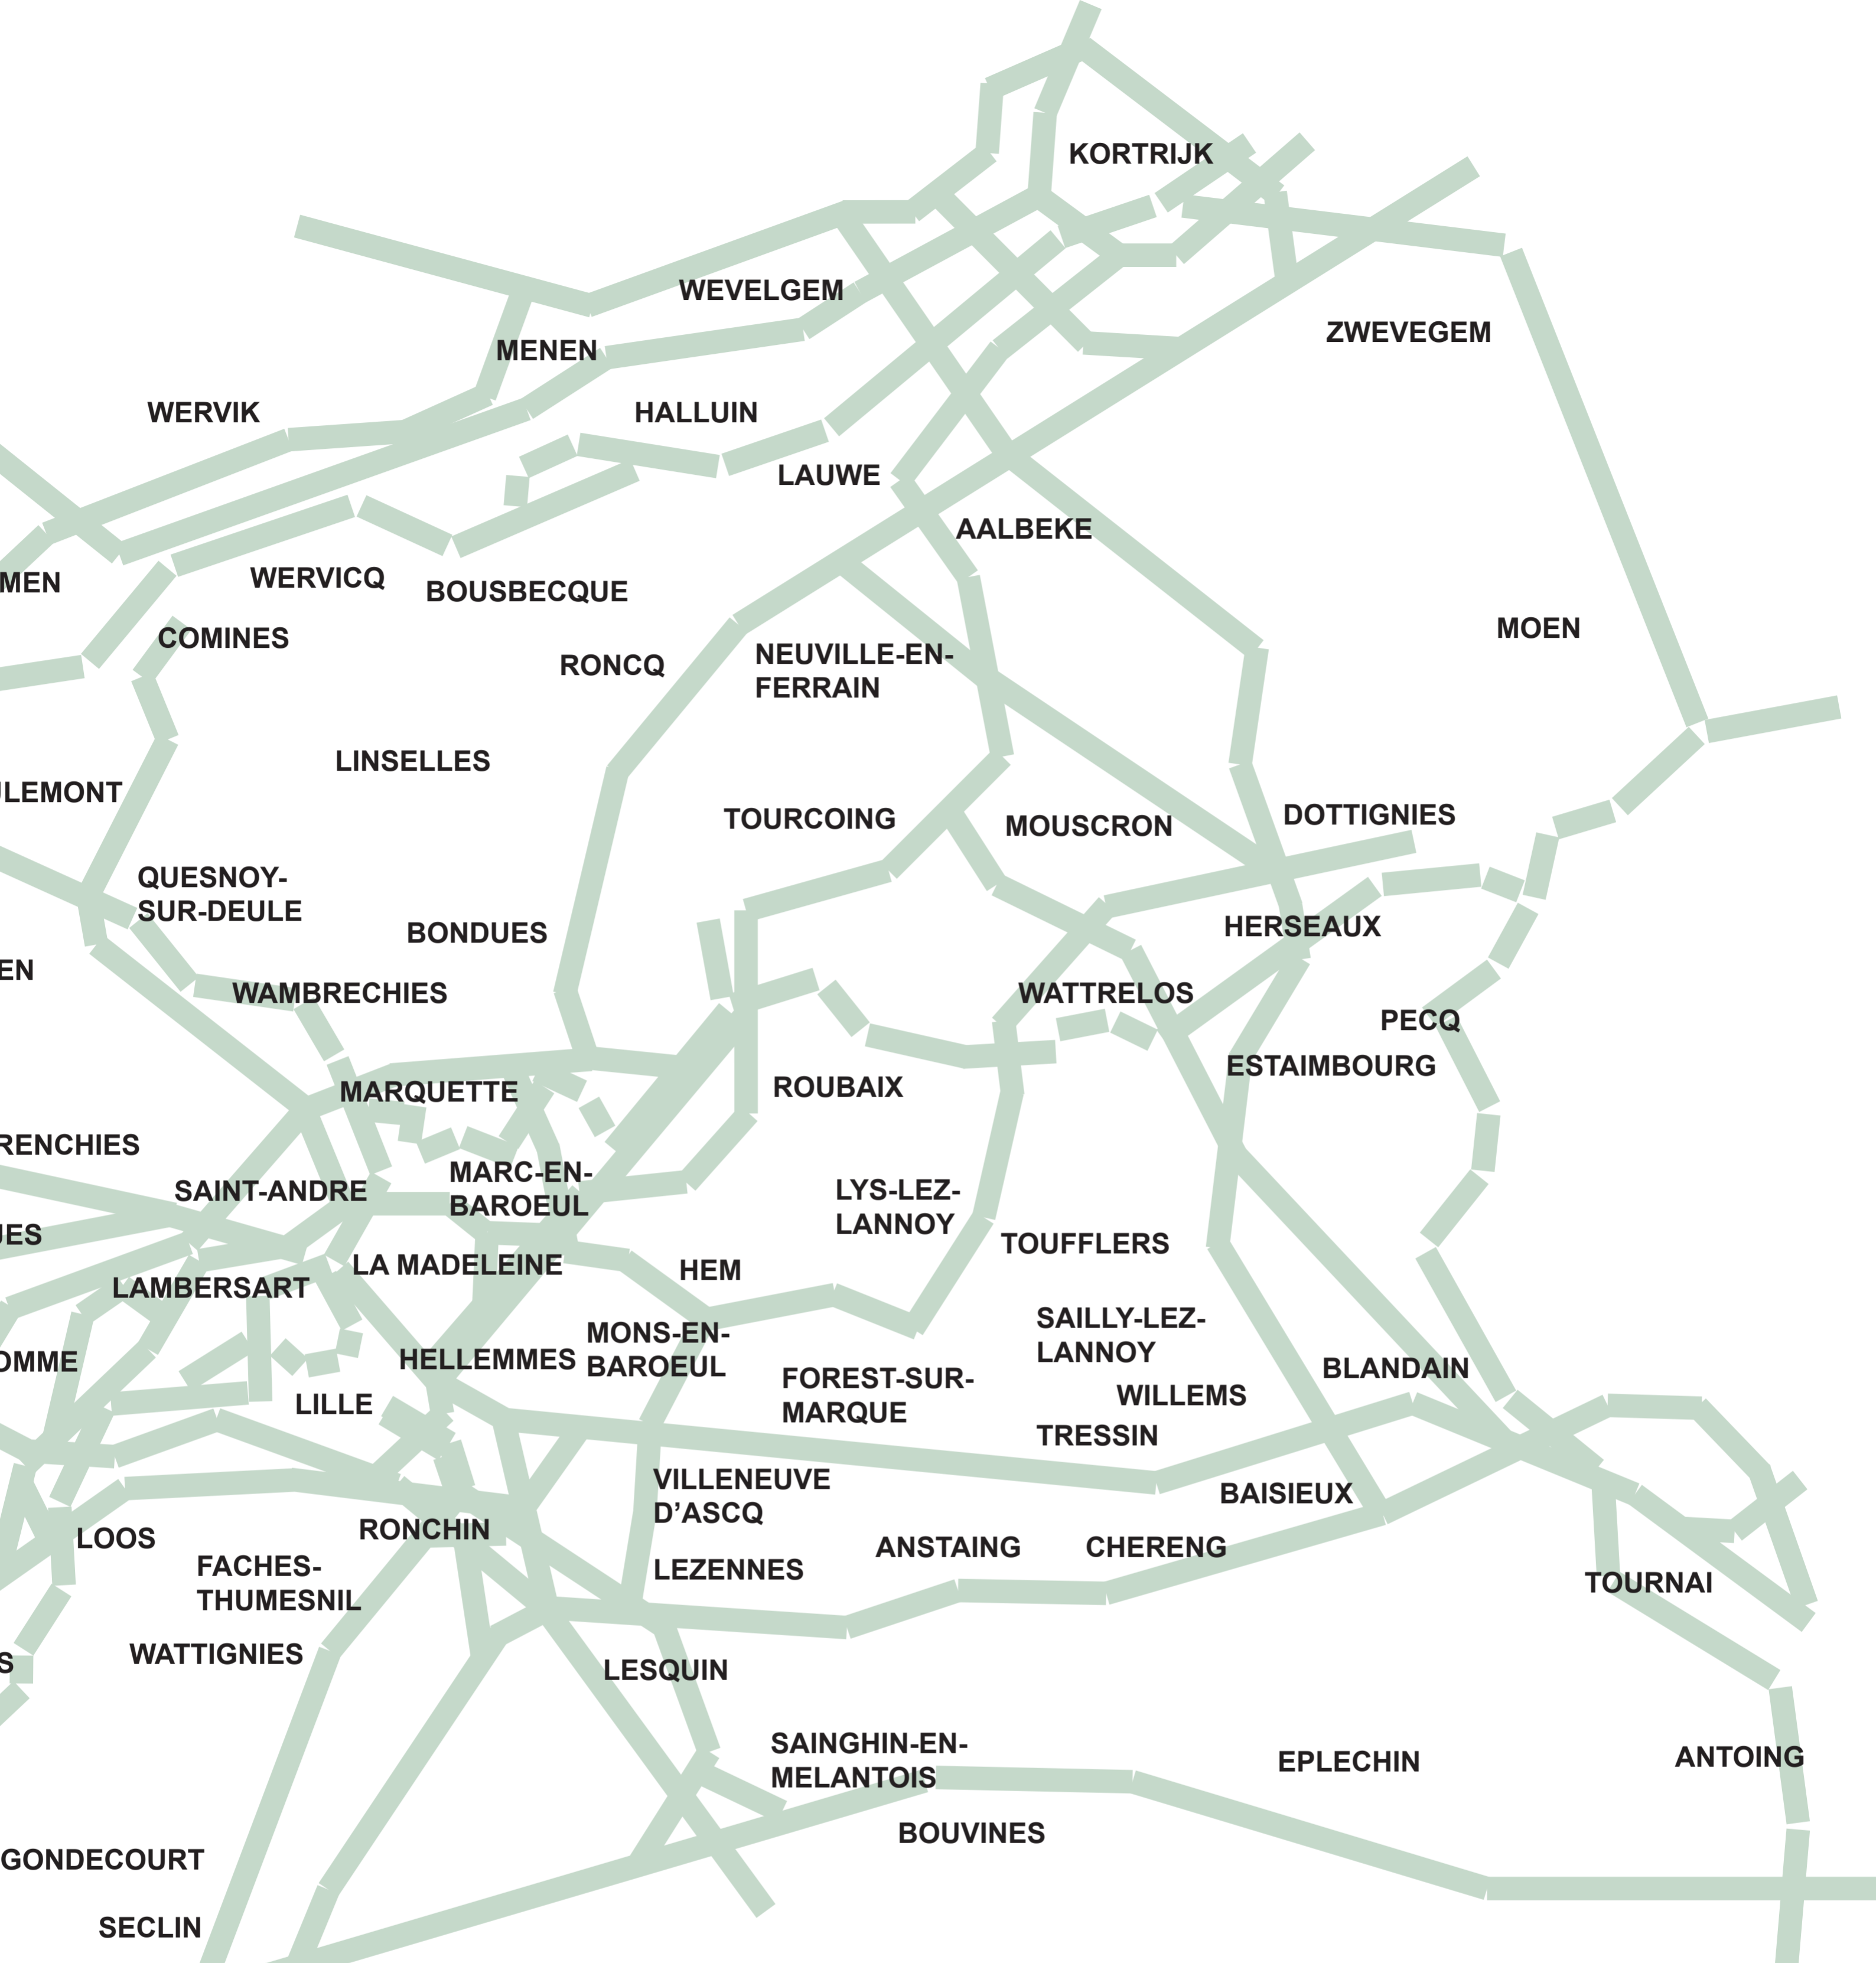 KORTRIJK
WEVELGEM
ZWEVEGEM
MENEN
WERVIK
HALLUIN
LAUWE
AALBEKE
MEN
WERVICQ
BOUSBECQUE
MOEN
COMINES
RONCQ
NEUVILLE-EN-
FERRAIN
LINSELLES
LEMONT
TOURCOING
MOUSCRON
DOTTIGNIES
QUESNOY-
SUR-DEULE
BONDUES
HERSEAUX
EN
WAMBRECHIES
WATTRELOS
PECQ
ESTAIMBOURG
MARQUETTE
ROUBAIX
RENCHIES
SAINT-ANDRE
MARC-EN-
BAROEUL
LYS-LEZ-
LANNOY
UES
TOUFFLERS
LA MADELEINE
HEM
LAMBERSART
SAILLY-LEZ-
LANNOY
MONS-EN-
BAROEUL
OMME
HELLEMMES
BLANDAIN
FOREST-SUR-
MARQUE
WILLEMS
LILLE
TRESSIN
VILLENEUVE
D'ASCQ
BAISIEUX
RONCHIN
LOOS
ANSTAING
CHERENG
FACHES-
THUMESNIL
LEZENNES
TOURNAI
WATTIGNIES
S
LESQUIN
SAINGHIN-EN-
MELANTOIS
EPLECHIN
ANTOING
BOUVINES
GONDECOURT
SECLIN